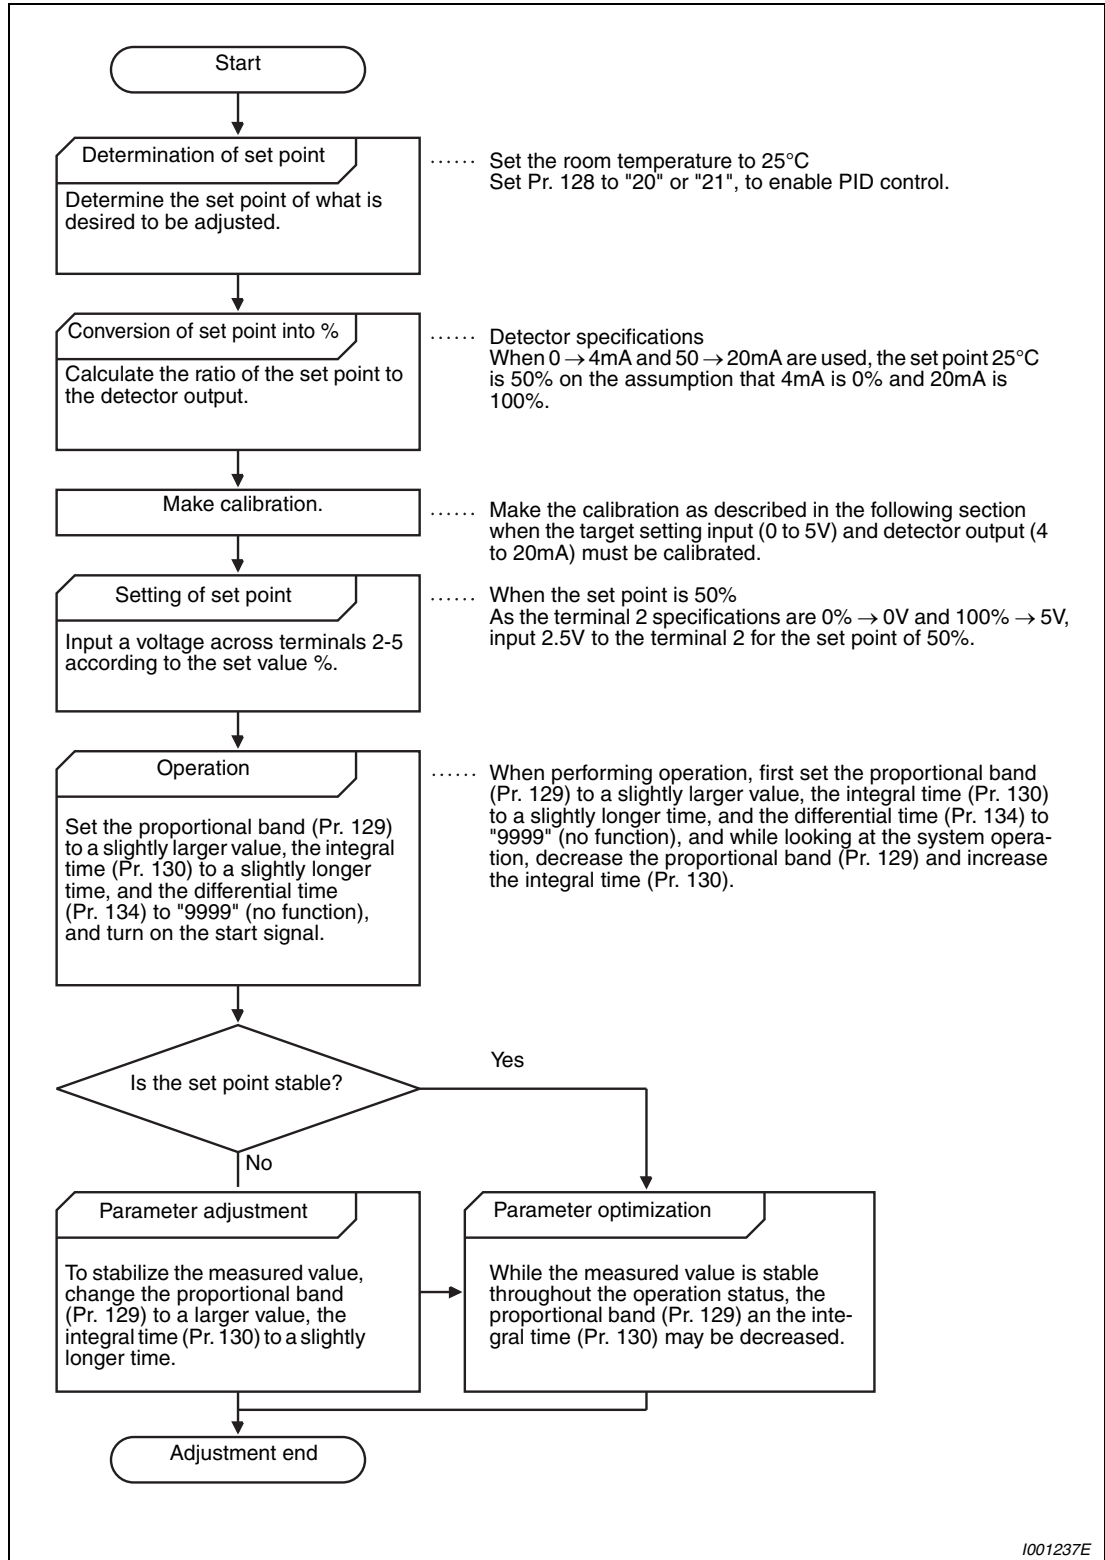 Start
Determination of set point
Determine the set point of what is
desired to be adjusted.
...... Set the room temperature to 25°C
Set Pr. 128 to "20" or "21", to enable PID control.
Conversion of set point into %
Calculate the ratio of the set point to
the detector output.
...... Detector specifications
When 0 → 4mA and 50 → 20mA are used, the set point 25°C
is 50% on the assumption that 4mA is 0% and 20mA is
100%.
Make calibration.
...... Make the calibration as described in the following section
when the target setting input (0 to 5V) and detector output (4
to 20mA) must be calibrated.
Setting of set point
Input a voltage across terminals 2-5
according to the set value %.
...... When the set point is 50%
As the terminal 2 specifications are 0% → 0V and 100% → 5V,
input 2.5V to the terminal 2 for the set point of 50%.
Operation
Set the proportional band (Pr. 129)
to a slightly larger value, the integral
time (Pr. 130) to a slightly longer
time, and the differential time
(Pr. 134) to "9999" (no function),
and turn on the start signal.
...... When performing operation, first set the proportional band
(Pr. 129) to a slightly larger value, the integral time (Pr. 130)
to a slightly longer time, and the differential time (Pr. 134) to
"9999" (no function), and while looking at the system opera-
tion, decrease the proportional band (Pr. 129) and increase
the integral time (Pr. 130).
Is the set point stable?
Yes
No
Parameter adjustment
To stabilize the measured value,
change the proportional band
(Pr. 129) to a larger value, the
integral time (Pr. 130) to a slightly
longer time.
Parameter optimization
While the measured value is stable
throughout the operation status, the
proportional band (Pr. 129) an the inte-
gral time (Pr. 130) may be decreased.
Adjustment end
I001237E